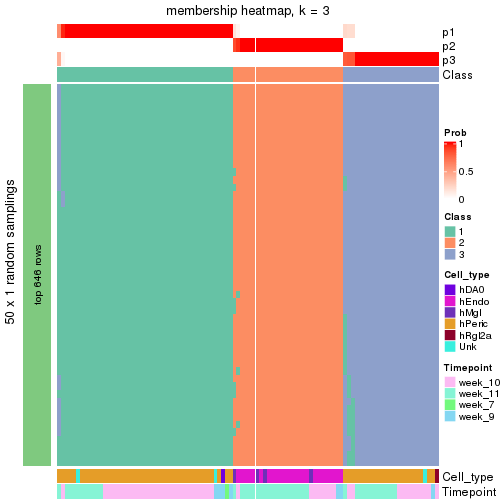 membership heatmap, k = 3
p1
p2
p3
Class
50 x 1 random samplings
top 646 rows
Prob
1
0.5
0
Class
1
2
3
Cell_type
hDA0
hEndo
hMgl
hPeric
hRgl2a
Unk
Timepoint
week_10
week_11
week_7
week_9
Cell_type
Timepoint